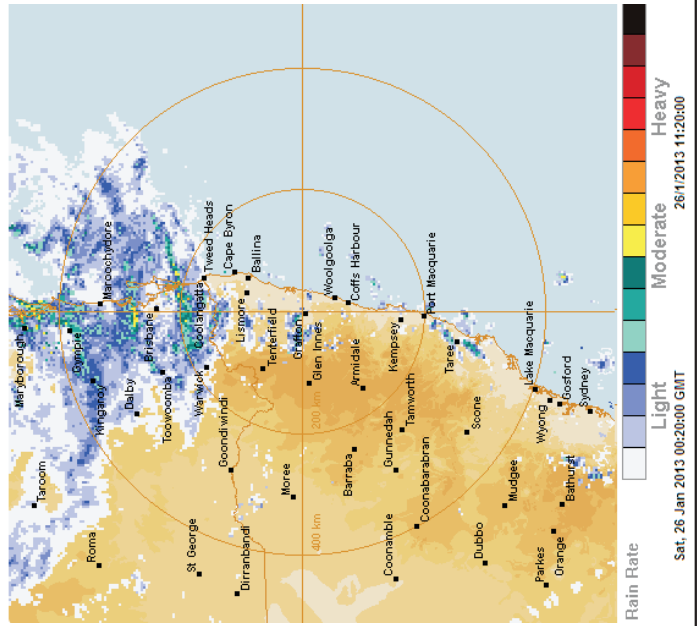 Maryborough
Taroom
Gympie
Maroochydore
Roma
Kingaroy
Dalby
Brisbane
Toowoomba
St George
Warwick
Coolangatta
Tweed Heads
Goondiwindi
Cape Byron
Dirranbandi
Lismore
Ballina
Tenterfield
Moree
Grafton
Glen Innes
Woolgoolga
Coffs Harbour
Barraba
Armidale
200 km
400 km
Coonamble
Gunnedah
Tamworth
Kempsey
Port Macquarie
Coonabarabran
Taree
Scone
Dubbo
Mudgee
Lake Macquarie
Parkes
Orange
Bathurst
Wyong
Gosford
Sydney
Rain Rate
Light
Moderate
Heavy
Sat, 26 Jan 2013 00:20:00 GMT
26/1/2013 11:20:00